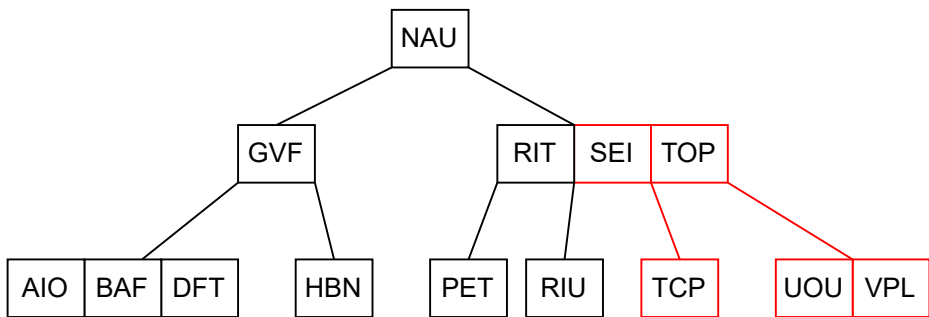 NAU
GVF RIT SEI TOP
AIO BAF DFT HBN PET RIU TCP UOU VPL